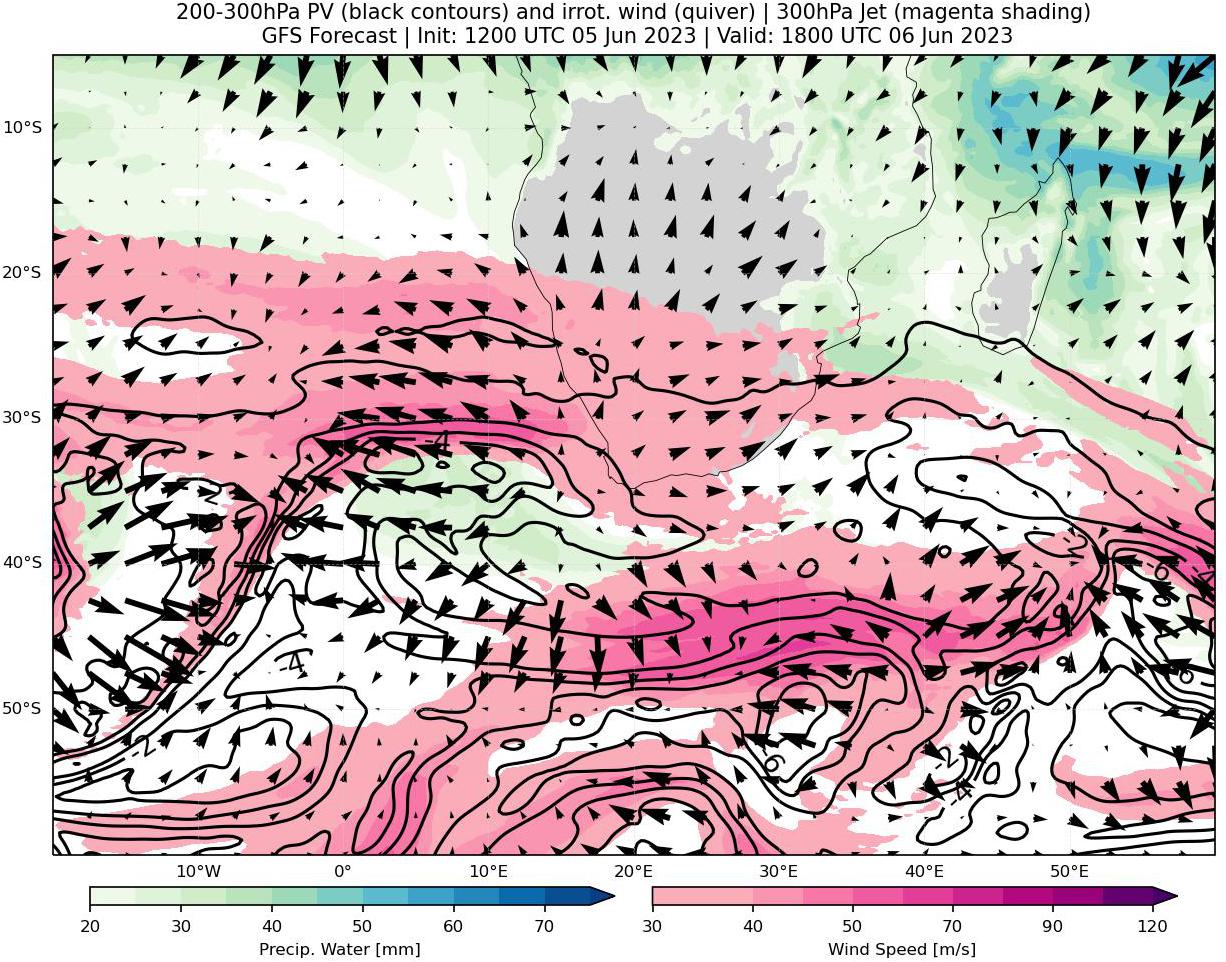 200-300hPa PV (black contours) and irrot. wind (quiver) | 300hPa Jet (magenta shading)
GFS Forecast | Init: 1200 UTC 05 Jun 2023 | Valid: 1800 UTC 06 Jun 2023
10°S
20°S
30°S
40°S
50°S
-4
-2
-2
-6
-4
-4
-2
-6
-2
-4
10°W 0° 10°E 20°E 30°E 40°E 50°E
20 30 40 50 60 70
Precip. Water [mm]
30 40 50 70 90 120
Wind Speed [m/s]